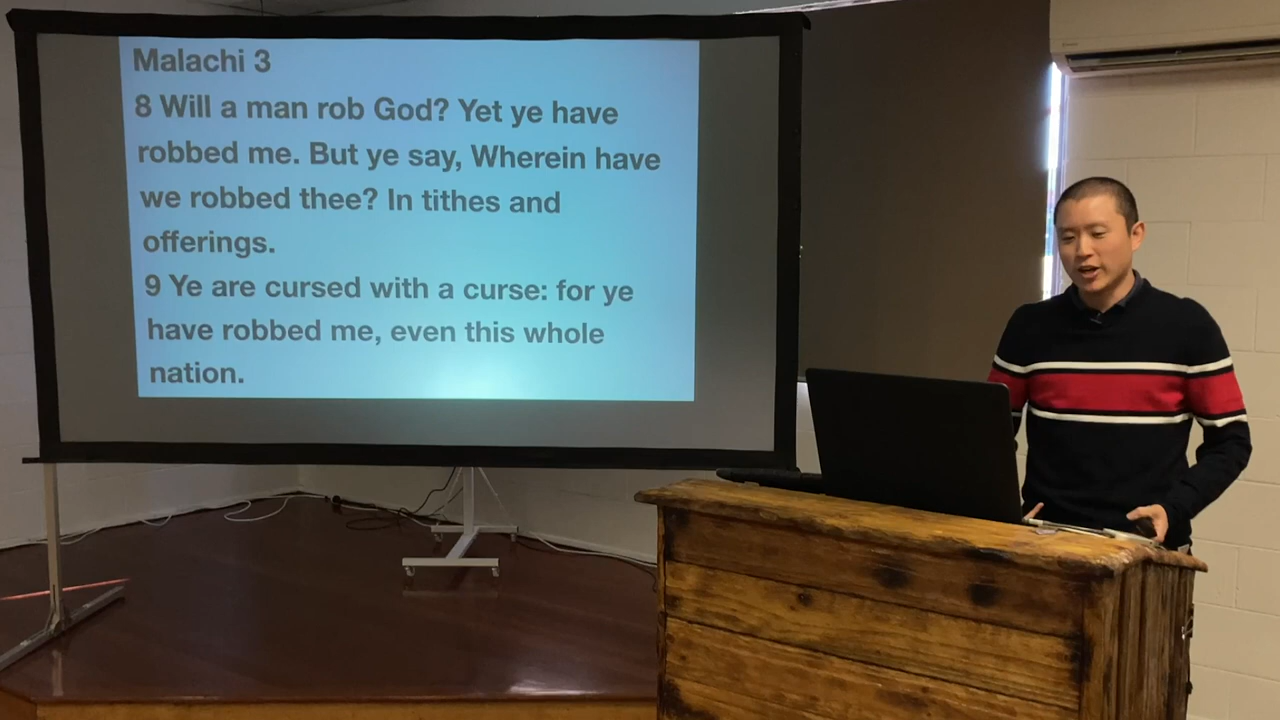 Malachi 3
8 Will a man rob God? Yet ye have
robbed me. But ye say, Wherein have
we robbed thee? In tithes and
offerings.
9 Ye are cursed with a curse: for ye
have robbed me, even this whole
nation.